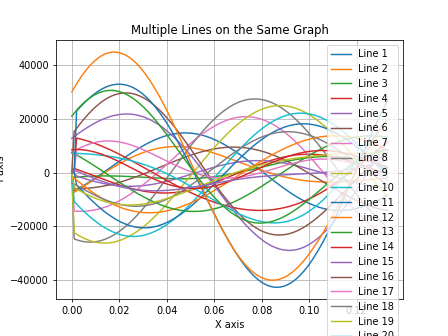 Multiple Lines on the Same Graph
40000
20000
0
−20000
−40000
axis
0.00
0.02
0.04
0.06
0.08
0.10
X axis
Line 1
Line 2
Line 3
Line 4
Line 5
Line 6
Line 7
Line 8
Line 9
Line 10
Line 11
Line 12
Line 13
Line 14
Line 15
Line 16
Line 17
Line 18
Line 19
Line 20